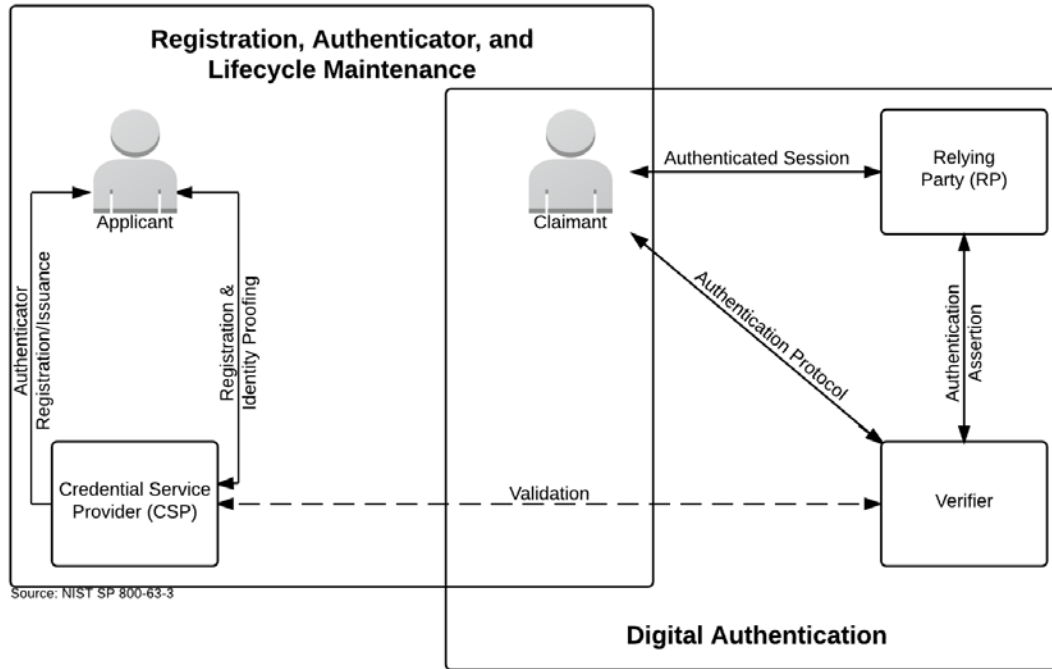 Registration, Authenticator, and
Lifecycle Maintenance
Applicant
Claimant
Authenticated Session
Relying
Party (RP)
Authenticator
Registration/Issuance
Registration &
Identity Proofing
Authentication Protocol
Authentication
Assertion
Credential Service
Provider (CSP)
Validation
Verifier
Source: NIST SP 800-63-3
Digital Authentication